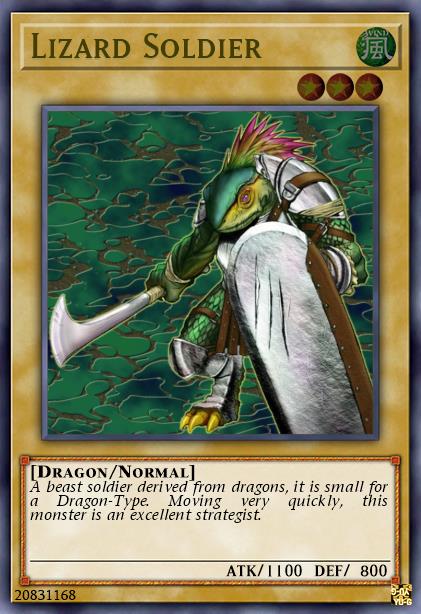 Lizard Soldier
WIND
風
[Dragon/Normal]
A beast soldier derived from dragons, it is small for
a Dragon-Type. Moving very quickly, this
monster is an excellent strategist.
ATK/1100 DEF/ 800
20831168